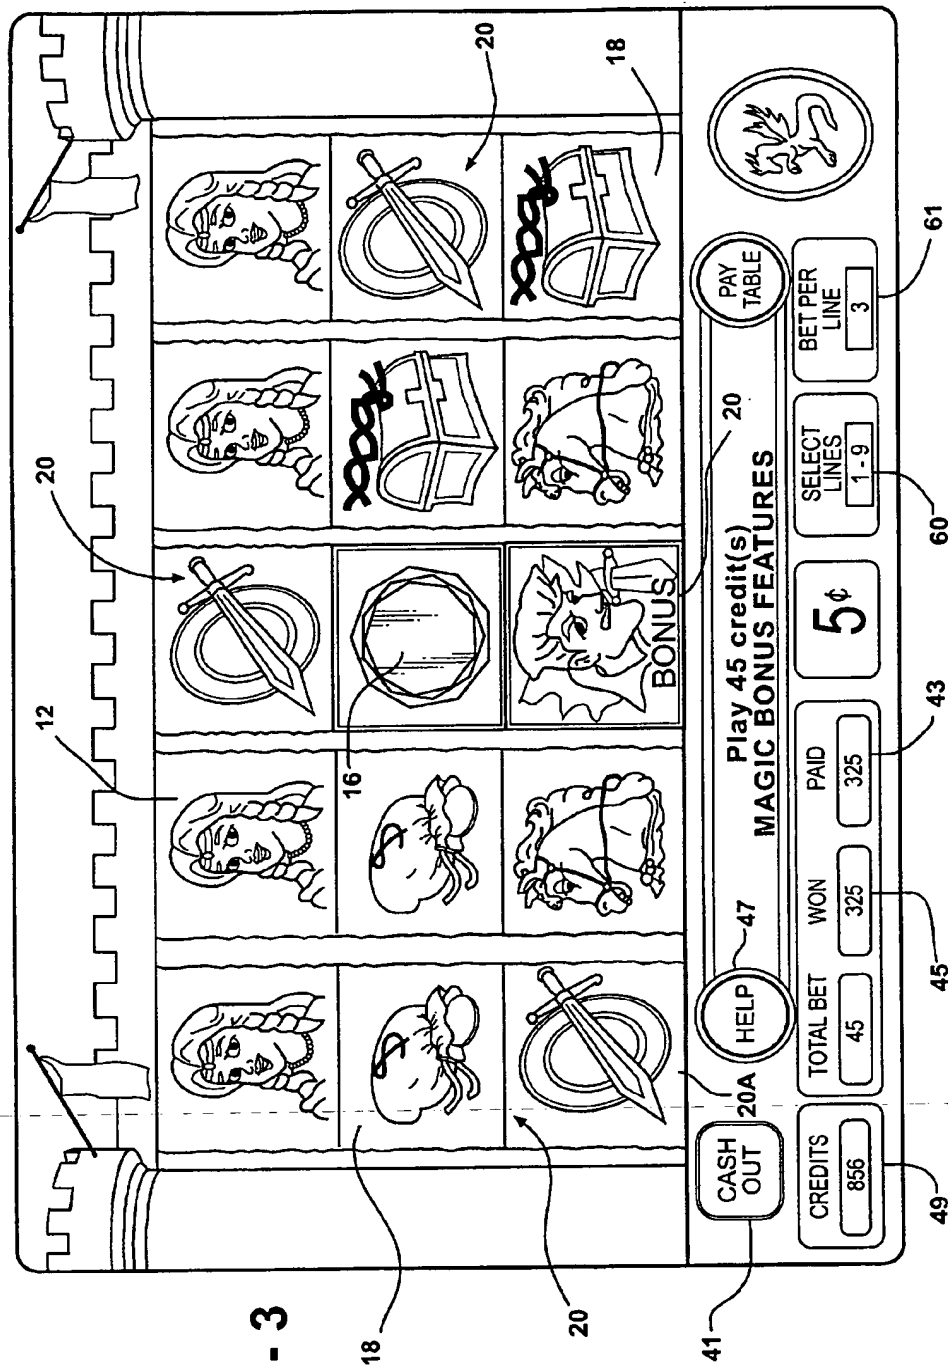 20
20
18
12
16
BONUS
18
20
20A
20
- 3
CASH
OUT
HELP
47
Play 45 credit(s)
MAGIC BONUS FEATURES
20
PAY
TABLE
41
CREDITS
856
TOTAL BET
45
WON
325
PAID
325
5¢
SELECT
LINES
1 - 9
BET PER
LINE
3
49
45
43
60
61